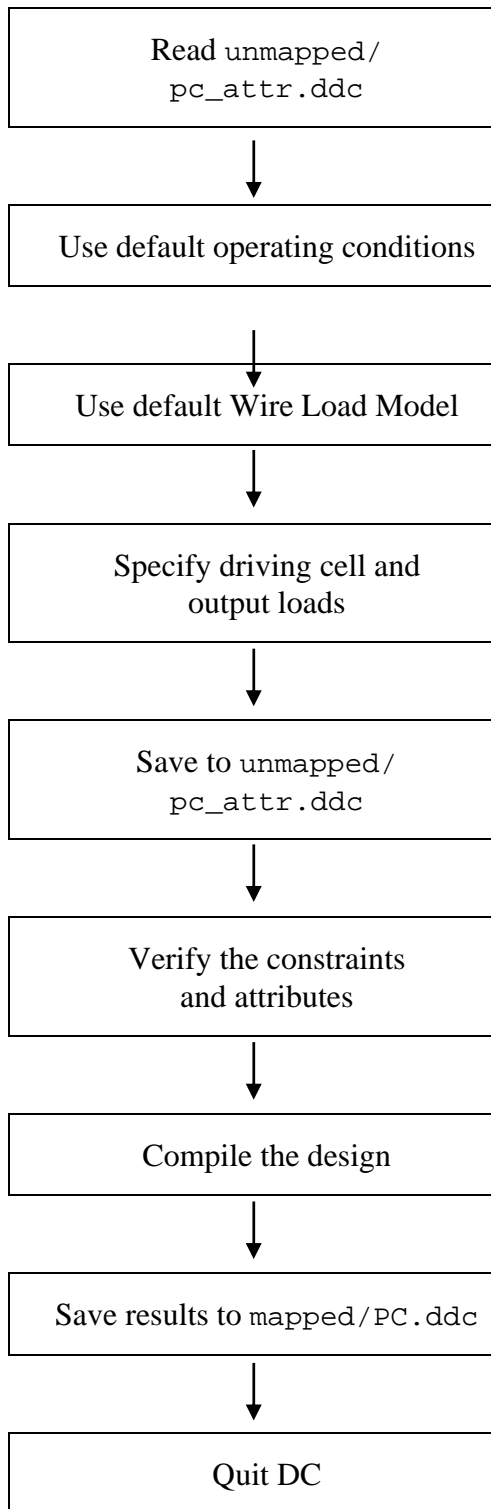 Read unmapped/
pc_attr.ddc
Use default operating conditions
Use default Wire Load Model
Specify driving cell and
output loads
Save to unmapped/
pc_attr.ddc
Verify the constraints
and attributes
Compile the design
Save results to mapped/PC.ddc
Quit DC